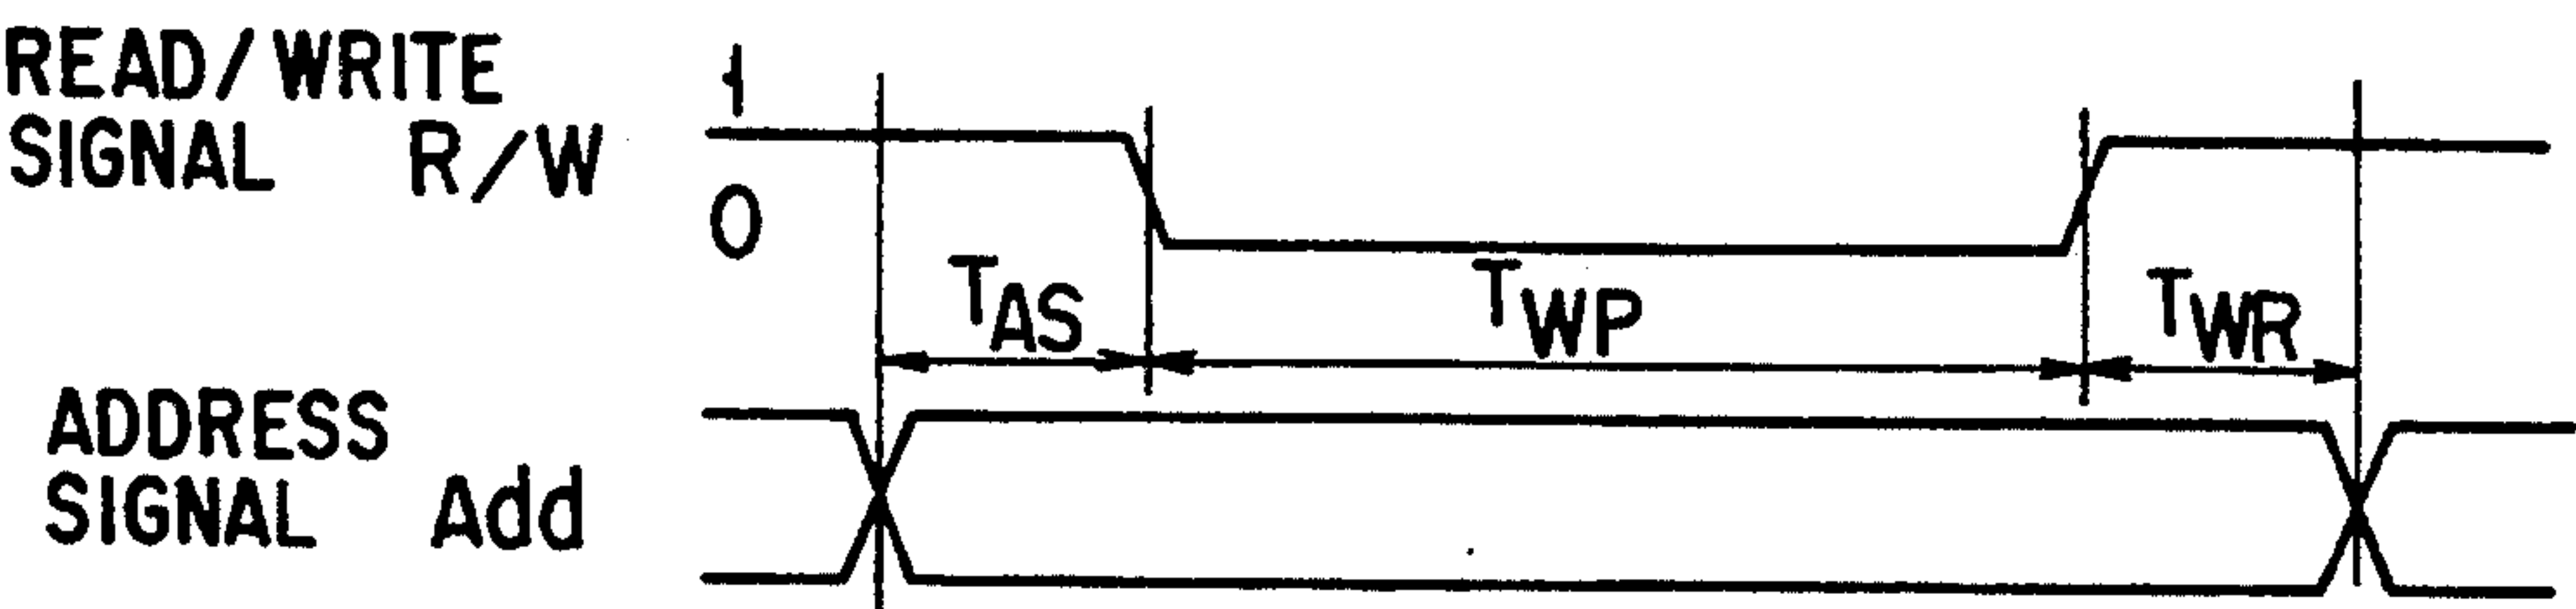 READ/WRITE
SIGNAL R/W
1
0
TAS
TWP
TWR
ADDRESS
SIGNAL Add